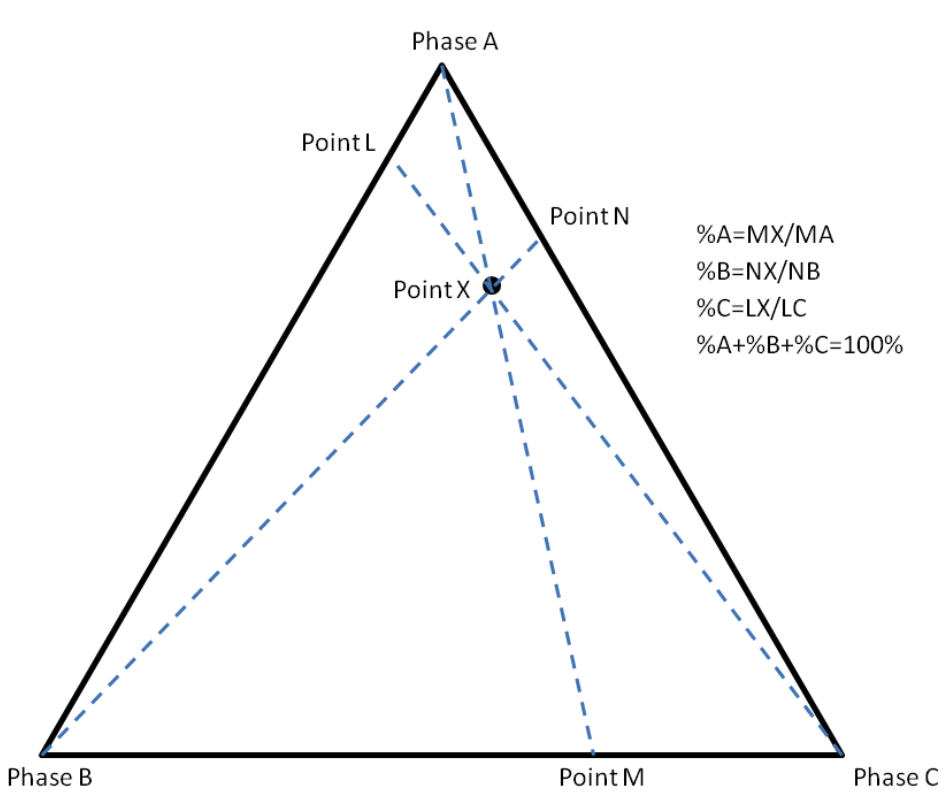 Phase A
Point L
Point N
%A=MX/MA
%B=NX/NB
Point X
%C=LX/LC
%A+%B+%C=100%
Phase B
Point M
Phase C